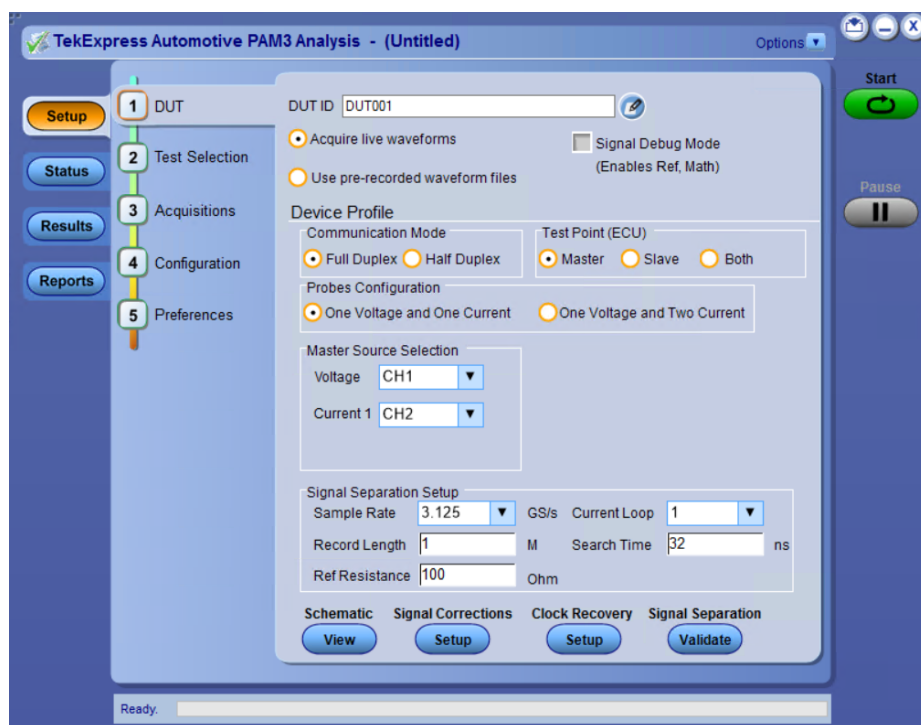 TekExpress Automotive PAM3 Analysis - (Untitled)
Options
Start
Pause
Setup
Status
Results
Reports
1 DUT
2 Test Selection
3 Acquisitions
4 Configuration
5 Preferences
DUT ID DUT001
Acquire live waveforms
Signal Debug Mode
(Enables Ref, Math)
Use pre-recorded waveform files
Device Profile
Communication Mode
Full Duplex Half Duplex
Test Point (ECU)
Master Slave Both
Probes Configuration
One Voltage and One Current One Voltage and Two Current
Master Source Selection
Voltage CH1
Current 1 CH2
Signal Separation Setup
Sample Rate 3.125 GS/s Current Loop 1
Record Length 1 M Search Time 32 ns
Ref Resistance 100 Ohm
Schematic Signal Corrections Clock Recovery Signal Separation
View Setup Setup Validate
Ready.